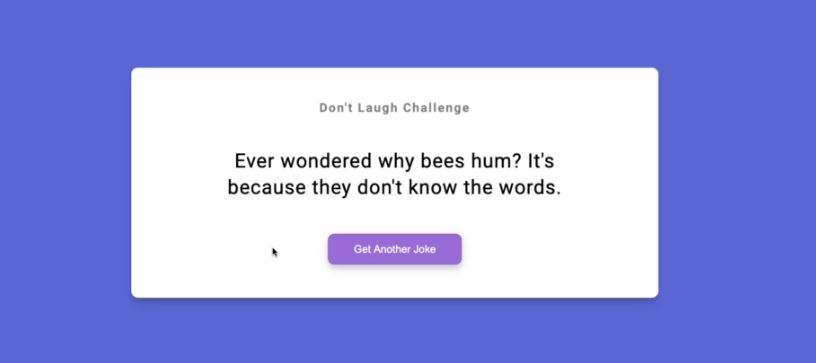 Don't Laugh Challenge
Ever wondered why bees hum? It's
because they don't know the words.
Get Another Joke